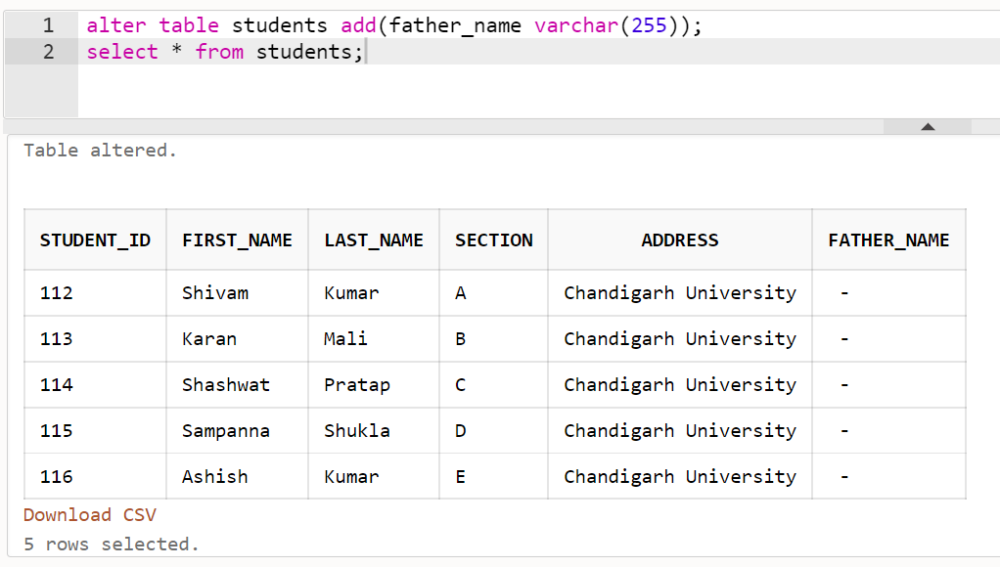 1 alter table students add(father_name varchar(255));
2 select * from students;
Table altered.
STUDENT_ID FIRST_NAME LAST_NAME SECTION ADDRESS FATHER_NAME
112 Shivam Kumar A Chandigarh University -
113 Karan Mali B Chandigarh University -
114 Shashwat Pratap C Chandigarh University -
115 Sampanna Shukla D Chandigarh University -
116 Ashish Kumar E Chandigarh University -
Download CSV
5 rows selected.